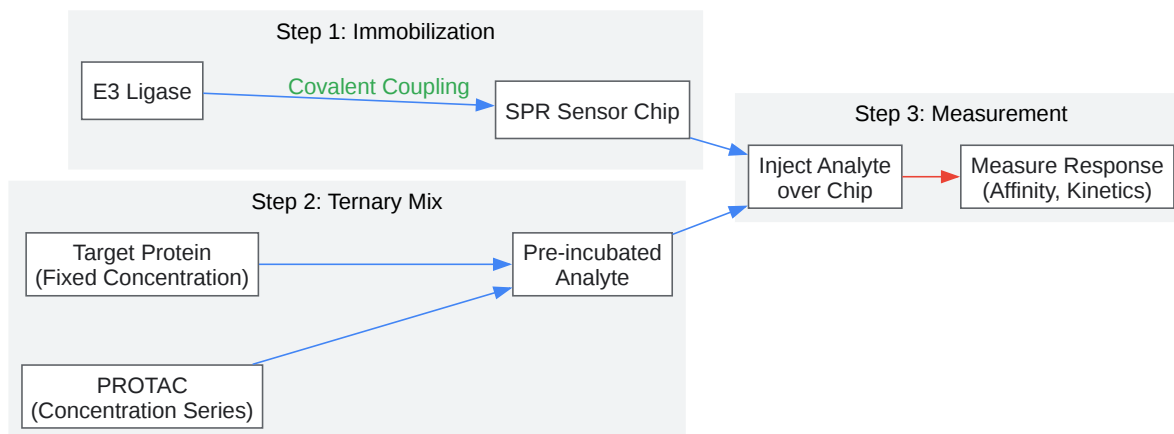 Step 1: Immobilization
E3 Ligase
Covalent Coupling
SPR Sensor Chip
Step 2: Ternary Mix
Target Protein
(Fixed Concentration)
PROTAC
(Concentration Series)
Pre-incubated
Analyte
Step 3: Measurement
Inject Analyte
over Chip
Measure Response
(Affinity, Kinetics)